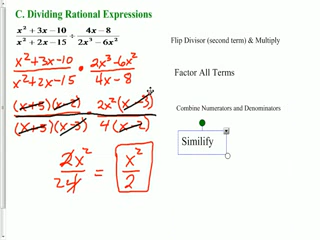 C. Dividing Rational Expressions
x² + 3x − 10 / x² + 2x − 15 ÷ 4x − 8 / 2x³ − 6x²
Flip Divisor (second term) & Multiply
x²+3x−10 / x²+2x−15 · 2x³−6x² / 4x−8
Factor All Terms
(x+5)(x−2) / (x+5)(x−3) · 2x²(x−3) / 4(x−2)
Combine Numerators and Denominators
Similify
2x² / 24 = x² / 2